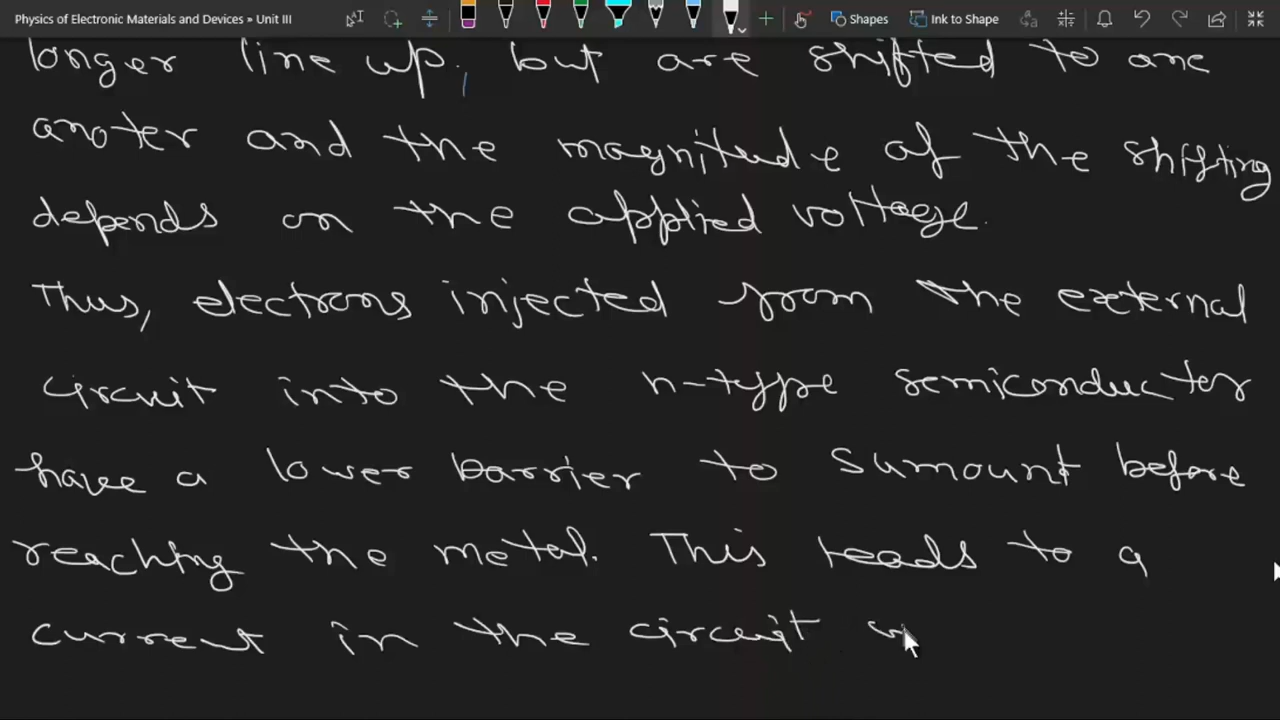 Physics of Electronic Materials and Devices » Unit III
Shapes
Ink to Shape
longer line up, but are shifted to one
anoter and the magnitude of the shifting
depends on the applied voltage.
Thus, electrons injected from the external
circuit into the n-type semiconductor
have a lower barrier to sumount before
reaching the metal. This leads to a
current in the circuit